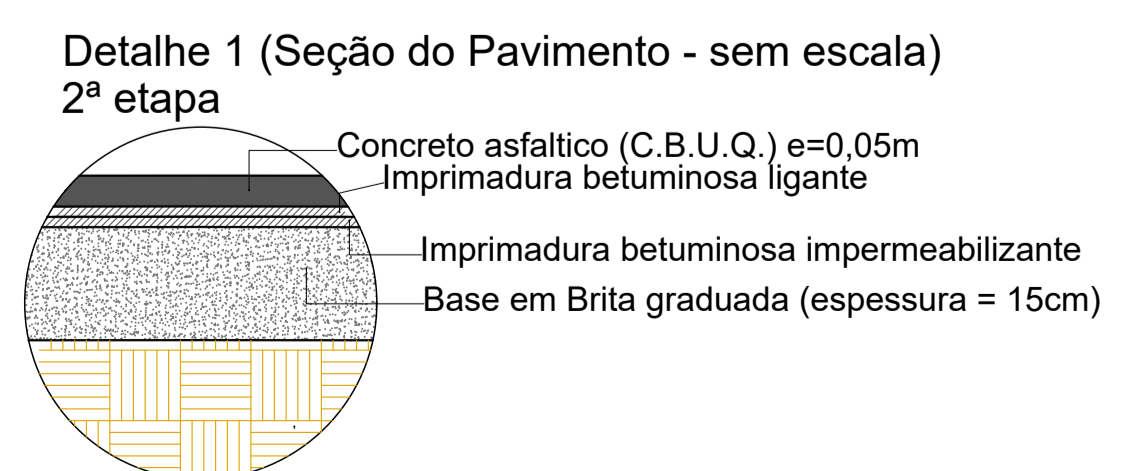 Detalhe 1 (Seção do Pavimento - sem escala)
2ª etapa
Concreto asfaltico (C.B.U.Q.) e=0,05m
Imprimadura betuminosa ligante
Imprimadura betuminosa impermeabilizante
Base em Brita graduada (espessura = 15cm)